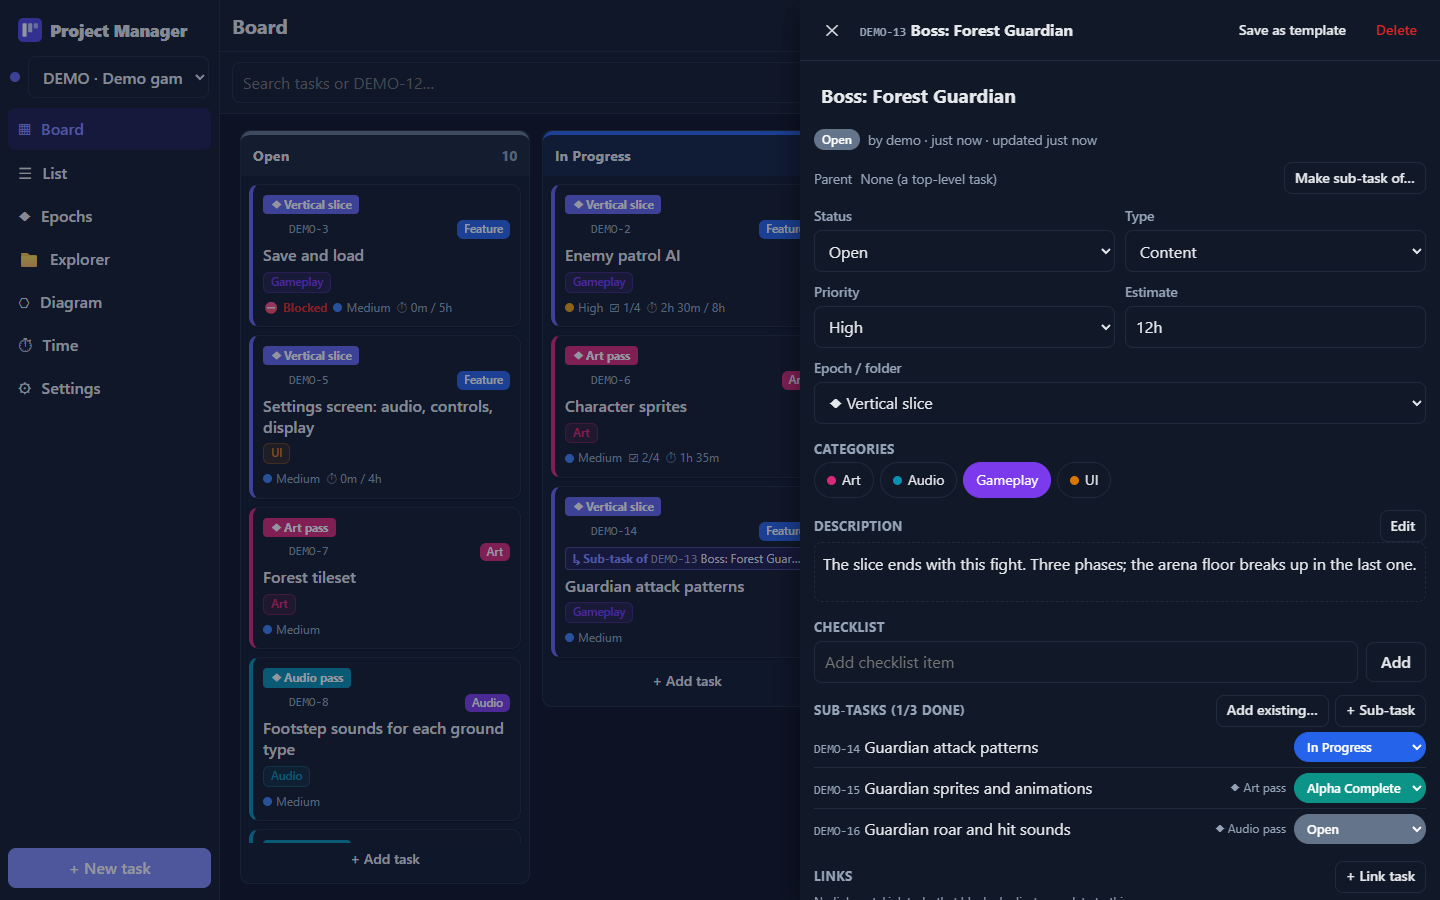 Project Manager
DEMO · Demo gam
Board
List
Epochs
Explorer
Diagram
Time
Settings
+ New task
Board
Search tasks or DEMO-12...
Open 10
Vertical slice
DEMO-3 Feature
Save and load
Gameplay
Blocked Medium 0m / 5h
Vertical slice
DEMO-5 Feature
Settings screen: audio, controls,
display
UI
Medium 0m / 4h
Art pass
DEMO-7 Art
Forest tileset
Art
Medium
Audio pass
DEMO-8 Audio
Footstep sounds for each ground
type
Audio
Medium
+ Add task
In Progress
Vertical slice
DEMO-2 Featur
Enemy patrol AI
Gameplay
High 1/4 2h 30m / 8h
Art pass
DEMO-6 Ar
Character sprites
Art
Medium 2/4 1h 35m
Vertical slice
DEMO-14 Featur
Sub-task of DEMO-13 Boss: Forest Guar...
Guardian attack patterns
Gameplay
Medium
+ Add task
DEMO-13 Boss: Forest Guardian Save as template Delete
Boss: Forest Guardian
Open by demo · just now · updated just now
Parent None (a top-level task) Make sub-task of...
Status Type
Open Content
Priority Estimate
High 12h
Epoch / folder
Vertical slice
CATEGORIES
Art Audio Gameplay UI
DESCRIPTION Edit
The slice ends with this fight. Three phases; the arena floor breaks up in the last one.
CHECKLIST
Add checklist item Add
SUB-TASKS (1/3 DONE) Add existing... + Sub-task
DEMO-14 Guardian attack patterns In Progress
DEMO-15 Guardian sprites and animations Art pass Alpha Complete
DEMO-16 Guardian roar and hit sounds Audio pass Open
LINKS + Link task